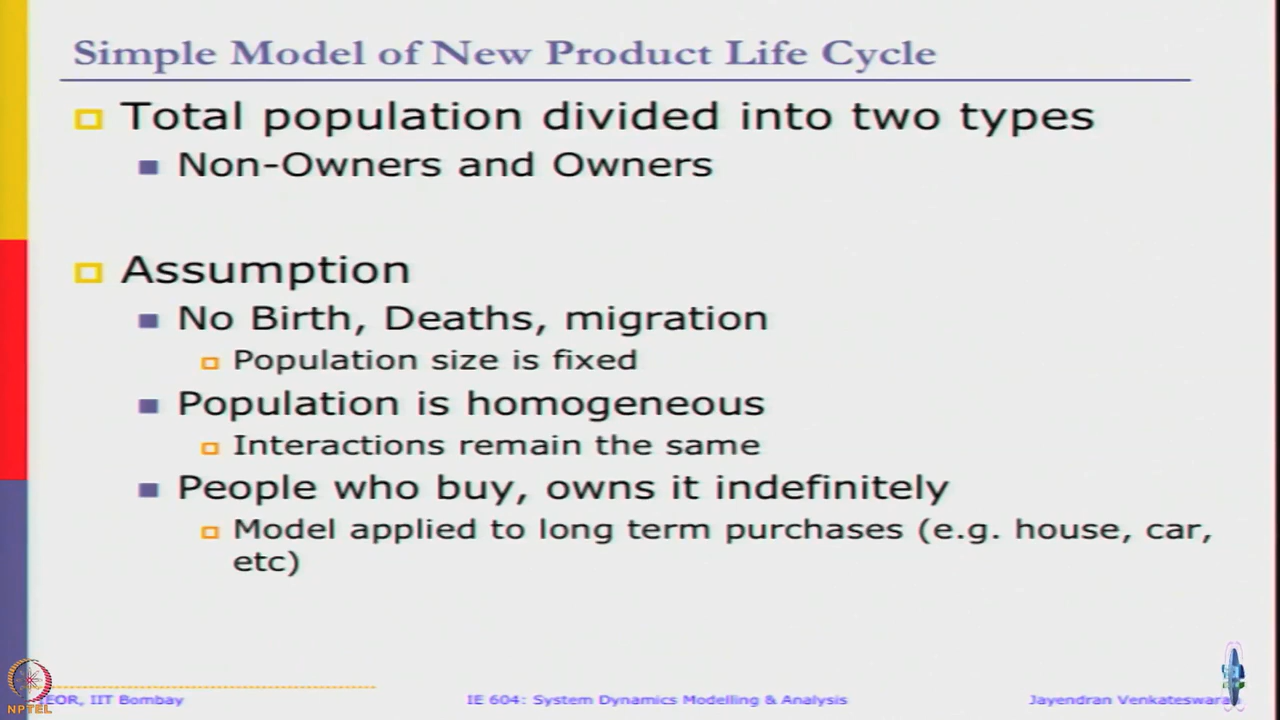 Simple Model of New Product Life Cycle
Total population divided into two types
Non-Owners and Owners
Assumption
No Birth, Deaths, migration
Population size is fixed
Population is homogeneous
Interactions remain the same
People who buy, owns it indefinitely
Model applied to long term purchases (e.g. house, car,
etc)
IEOR, IIT Bombay
IE 604: System Dynamics Modelling & Analysis
Jayendran Venkateswaran
NPTEL